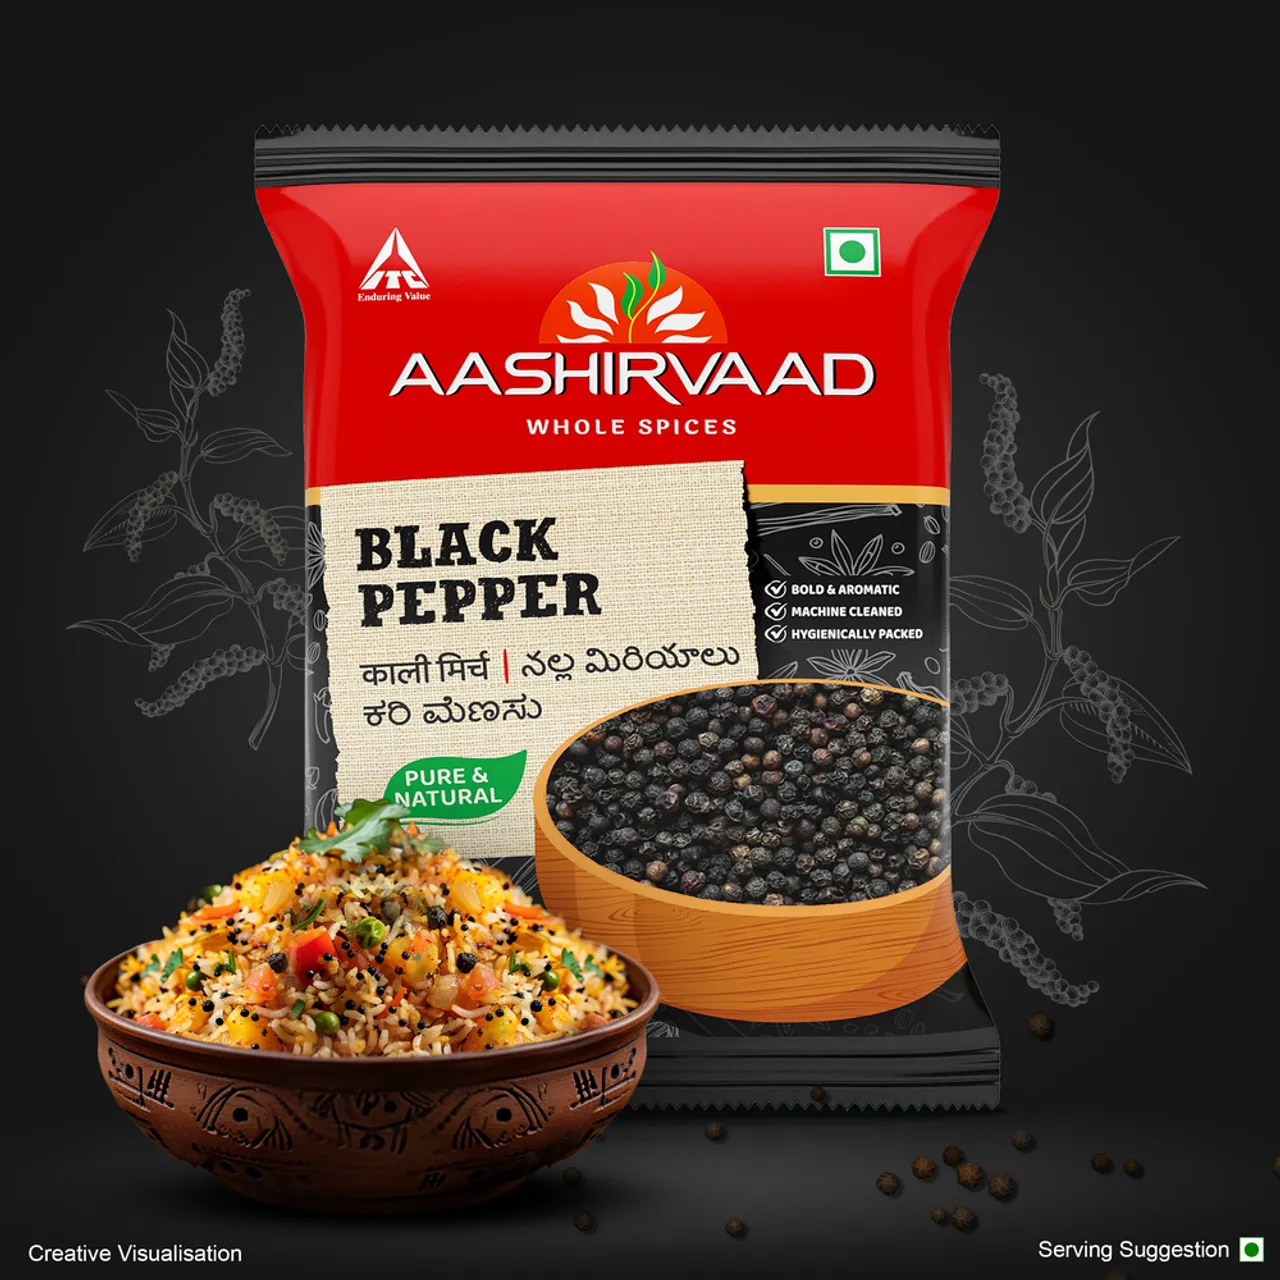 ITC
Enduring Value
AASHIRVAAD
WHOLE SPICES
BLACK
PEPPER
काली मिर्च | నల్ల మిరియాలు
ಕರಿ ಮೆಣಸು
PURE &
NATURAL
BOLD & AROMATIC
MACHINE CLEANED
HYGIENICALLY PACKED
Creative Visualisation
Serving Suggestion